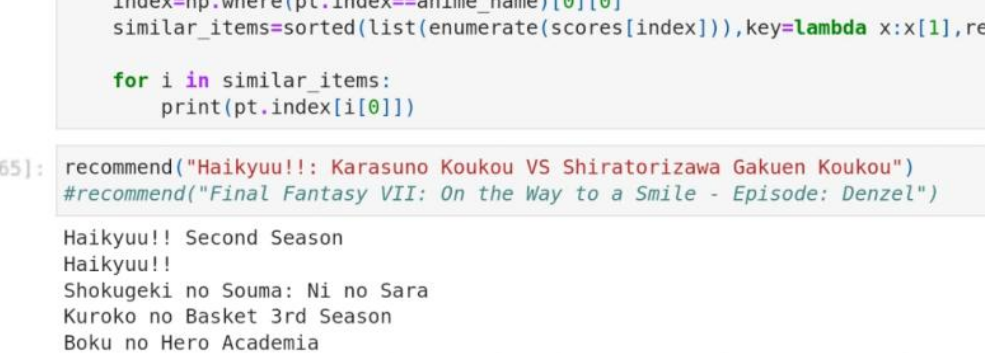 index=np.where(pt.index==anime_name)[0][0]
similar_items=sorted(list(enumerate(scores[index])),key=lambda x:x[1],re
for i in similar_items:
print(pt.index[i[0]])
65]:
recommend("Haikyuu!!: Karasuno Koukou VS Shiratorizawa Gakuen Koukou")
#recommend("Final Fantasy VII: On the Way to a Smile - Episode: Denzel")
Haikyuu!! Second Season
Haikyuu!!
Shokugeki no Souma: Ni no Sara
Kuroko no Basket 3rd Season
Boku no Hero Academia